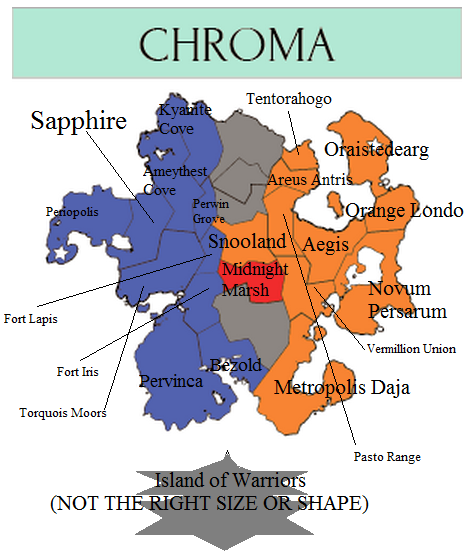 CHROMA
Tentorahogo
Kyanite
Cove
Sapphire
Oraistedearg
Ameythest
Cove
Areus Antris
Periopolis
Perwin
Grove
Orange Londo
Snooland
Aegis
Midnight
Marsh
Novum
Persarum
Fort Lapis
Vermillion Union
Fort Iris
Bezold
Pervinca
Metropolis Daja
Torquois Moors
Pasto Range
Island of Warriors
(NOT THE RIGHT SIZE OR SHAPE)